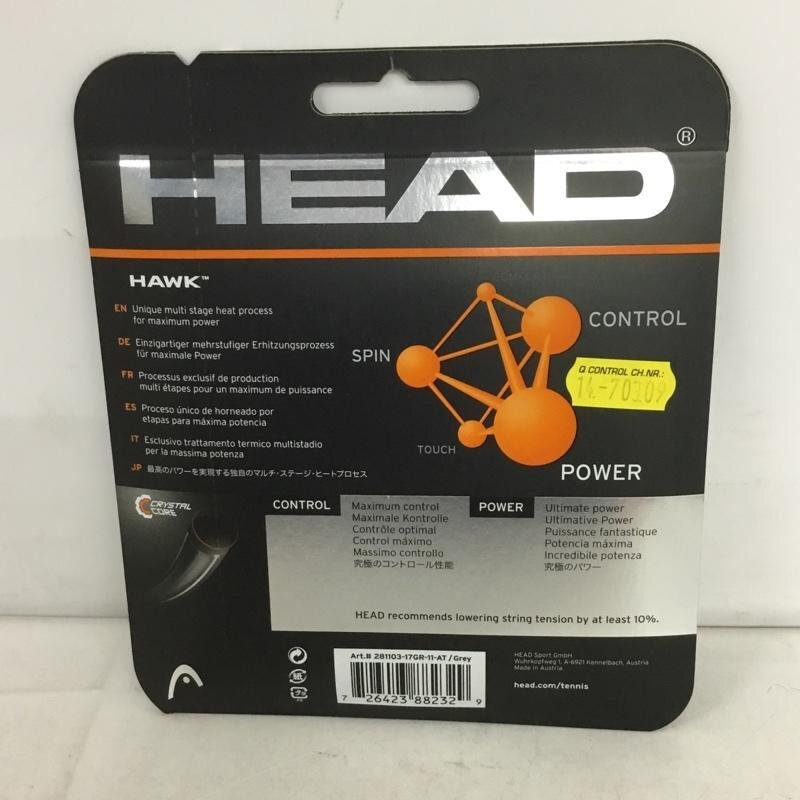 HEAD®
HAWK™
EN Unique multi stage heat process
for maximum power
DE Einzigartiger mehrstufiger Erhitzungsprozess
für maximale Power
FR Processus exclusif de production
multi étapes pour un maximum de puissance
ES Proceso único de horneado por
etapas para máxima potencia
IT Esclusivo trattamento termico multistadio
per la massima potenza
JP 最高のパワーを実現する独自のマルチ・ステージ・ヒートプロセス
COMFORT
CONTROL
SPIN
Q CONTROL CH.NR.:
14-70309
TOUCH
POWER
CRYSTAL
CORE
CONTROL
Maximum control
Maximale Kontrolle
Contrôle optimal
Control máximo
Massimo controllo
究極のコントロール性能
POWER
Ultimate power
Ultimative Power
Puissance fantastique
Potencia máxima
Incredibile potenza
究極のパワー
HEAD recommends lowering string tension by at least 10%.
Art.# 281103-17GR-11-AT / Grey
7 26423 88232 9
紙
プラ
HEAD Sport GmbH
Wuhrkopfweg 1, A-6921 Kennelbach, Austria
Made in Austria.
head.com/tennis